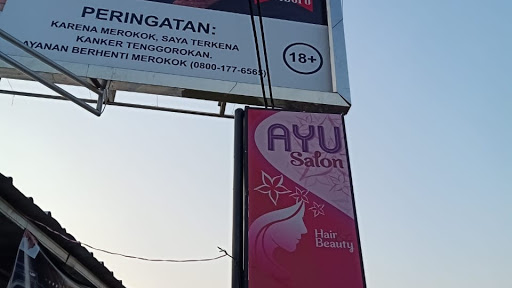 PERINGATAN:
KARENA MEROKOK, SAYA TERKENA
KANKER TENGGOROKAN.
AYANAN BERHENTI MEROKOK (0800-177-6565)
18+
AYU
Salon
Hair
Beauty